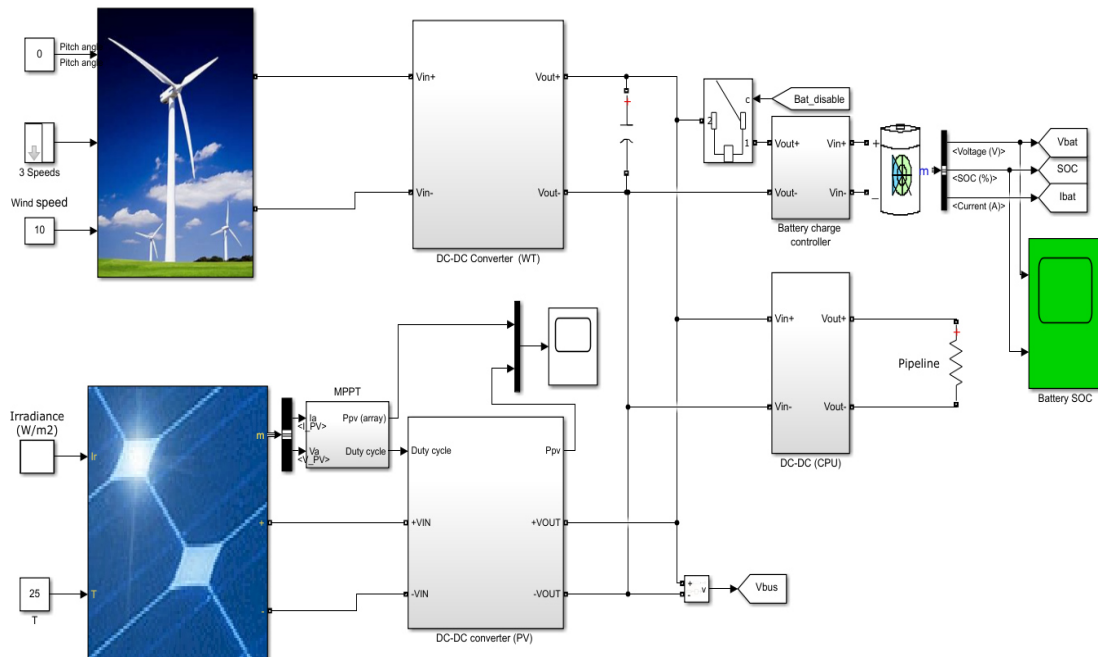 0
Pitch angl
Pitch angl
3 Speeds
Wind speed
10
Vin+
Vin-
Vout+
Vout-
DC-DC Converter (WT)
+
2
c
1
Bat_disable
Vout+
Vin+
Vout-
Vin-
Battery charge
controller
+
_
m
<Voltage (V)>
<SOC (%)>
<Current (A)>
Vbat
SOC
Ibat
Battery SOC
Vin+
Vout+
Vin-
Vout-
DC-DC (CPU)
+
Pipeline
Irradiance
(W/m2)
Ir
25
T
T
m
+
-
MPPT
Ia
<I_PV>
Va
<V_PV>
Ppv (array)
Duty cycle
Duty cycle
Ppv
+VIN
+VOUT
-VIN
-VOUT
DC-DC converter (PV)
+
-
v
Vbus